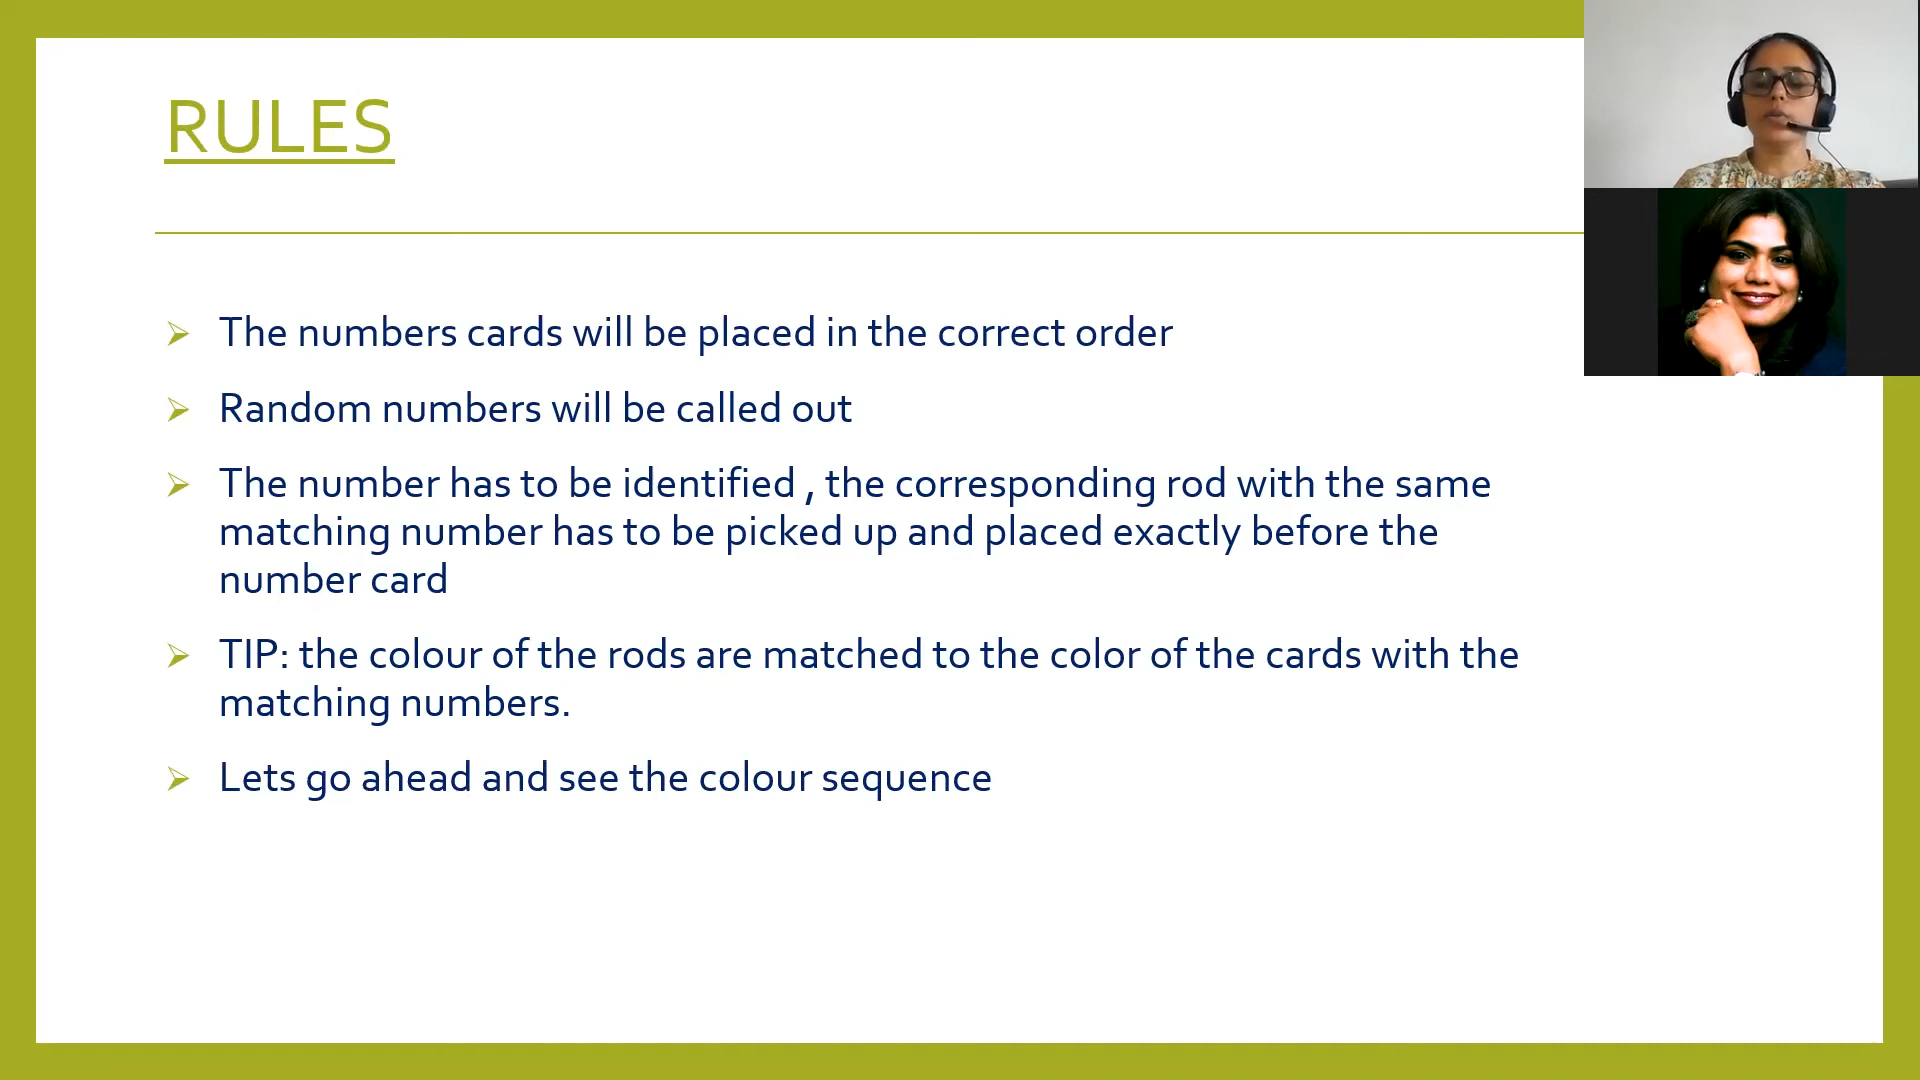 RULES
The numbers cards will be placed in the correct order
Random numbers will be called out
The number has to be identified , the corresponding rod with the same
matching number has to be picked up and placed exactly before the
number card
TIP: the colour of the rods are matched to the color of the cards with the
matching numbers.
Lets go ahead and see the colour sequence